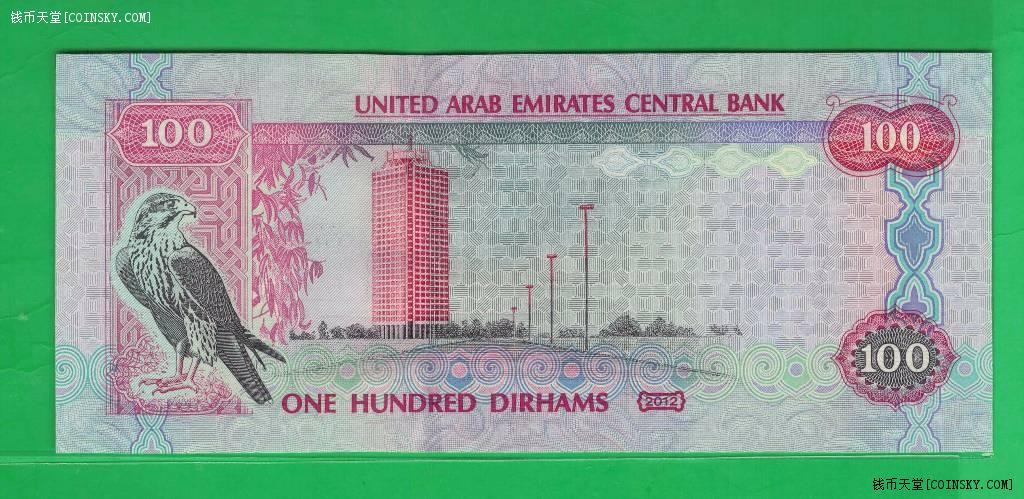 钱币天堂[COINSKY.COM]
UNITED ARAB EMIRATES CENTRAL BANK
100
100
100
ONE HUNDRED DIRHAMS 2012
钱币天堂[COINSKY.COM]